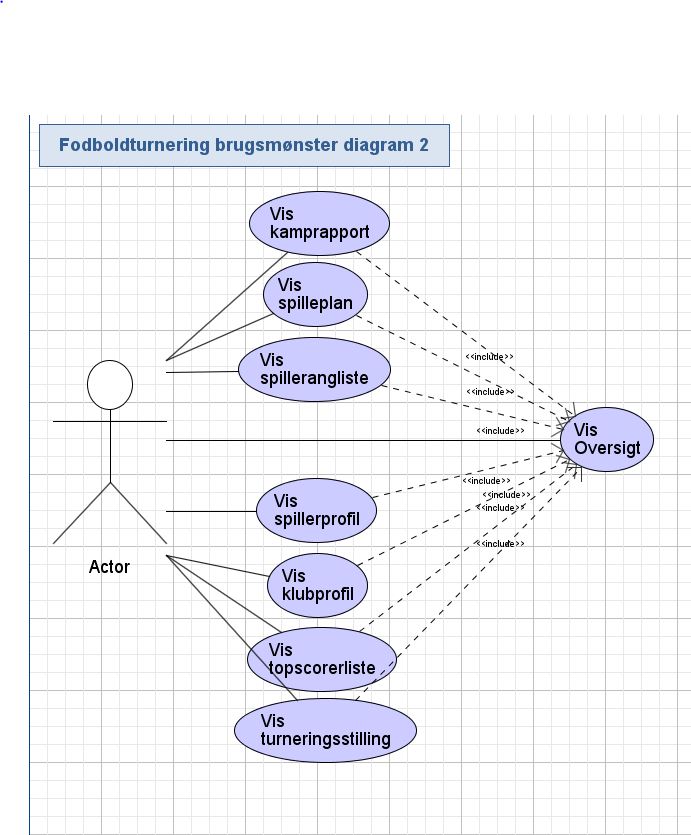 Fodboldturnering brugsmønster diagram 2
Vis
kamprapport
Vis
spilleplan
Vis
spillerangliste
<<include>>
<<include>>
<<include>>
Vis
Oversigt
Vis
spillerprofil
<<include>>
<<include>>
<<include>>
<<include>>
Actor
Vis
klubprofil
Vis
topscorerliste
Vis
turneringsstilling